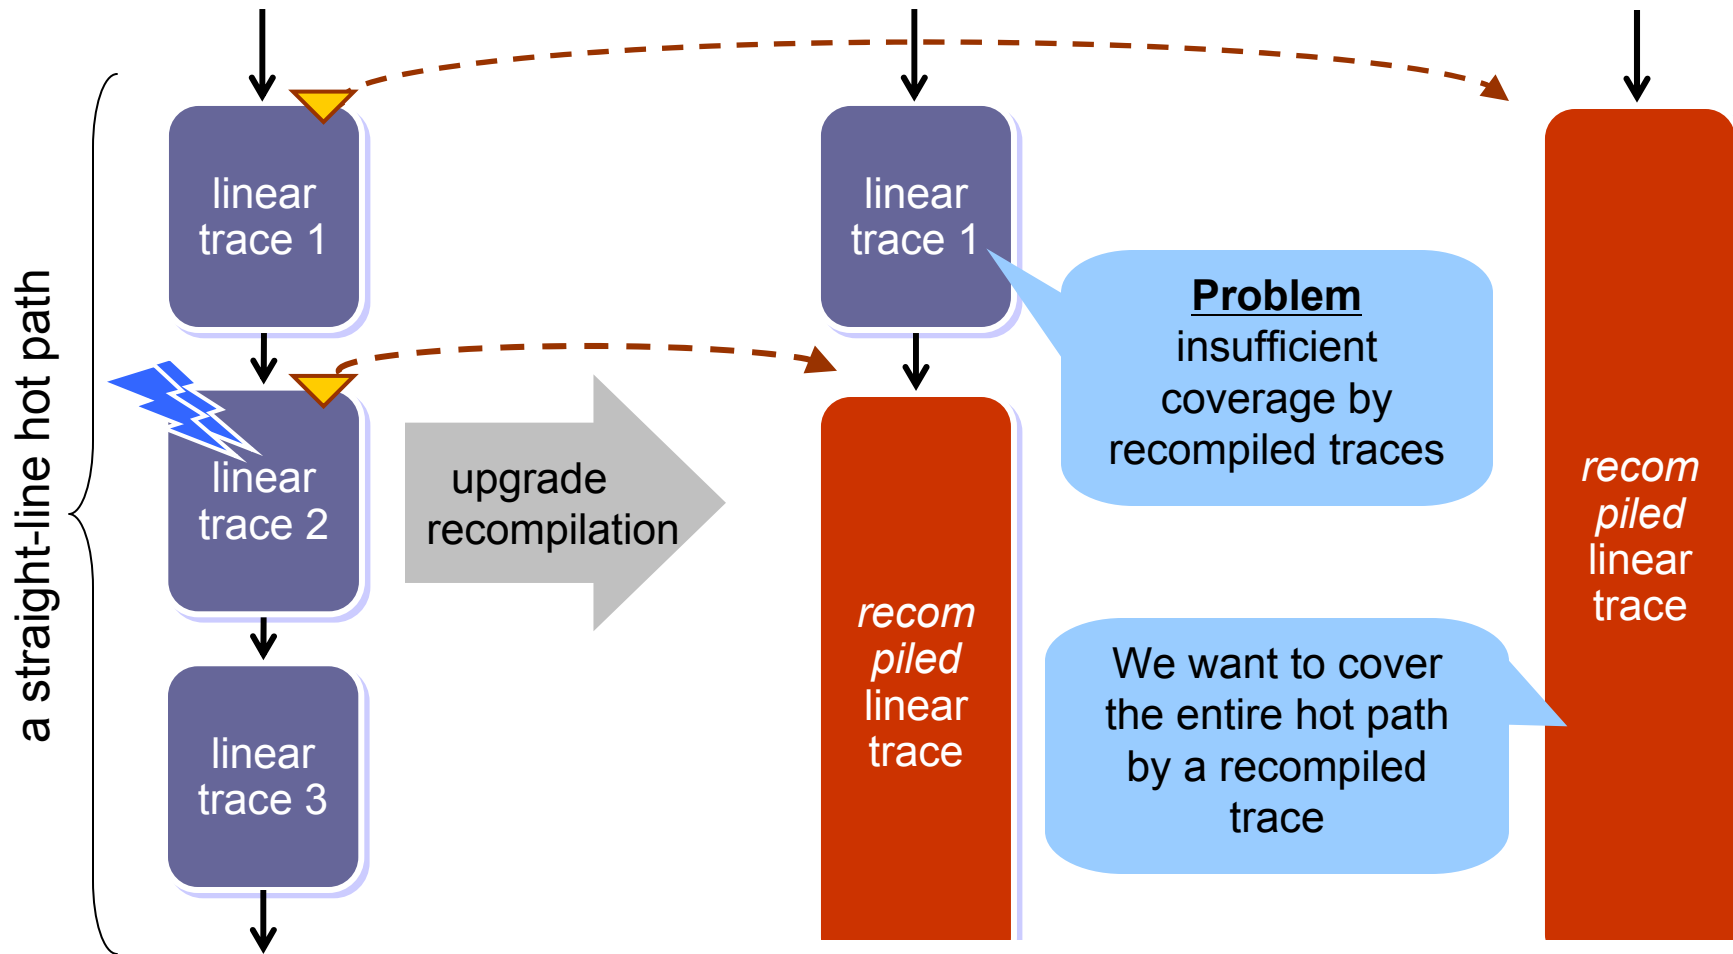 a straight-line hot path
linear
trace 1
linear
trace 2
linear
trace 3
upgrade
recompilation
linear
trace 1
recom
piled
linear
trace
Problem
insufficient
coverage by
recompiled traces
We want to cover
the entire hot path
by a recompiled
trace
recom
piled
linear
trace